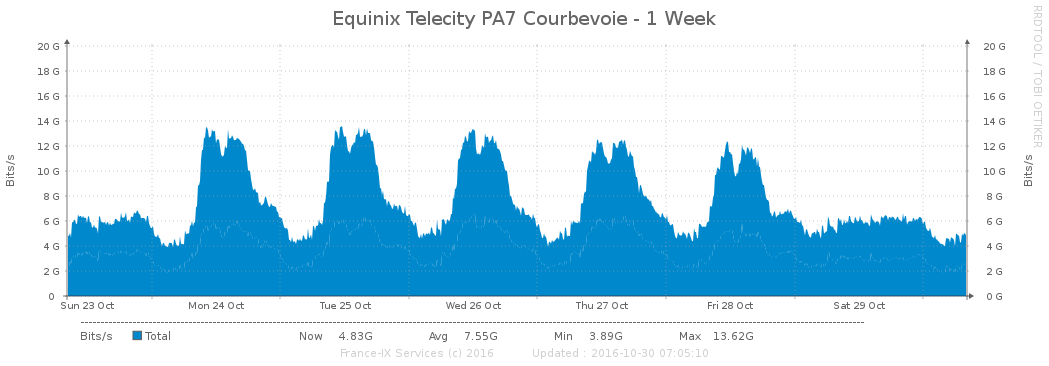 Equinix Telecity PA7 Courbevoie - 1 Week
RRDTOOL / TOBI OETIKER
Bits/s
20 G 20 G
18 G 18 G
16 G 16 G
14 G 14 G
12 G 12 G
10 G 10 G
8 G 8 G
6 G 6 G
4 G 4 G
2 G 2 G
0 0 G
Bits/s
Sun 23 Oct Mon 24 Oct Tue 25 Oct Wed 26 Oct Thu 27 Oct Fri 28 Oct Sat 29 Oct
Bits/s Total Now 4.83G Avg 7.55G Min 3.89G Max 13.62G
France-IX Services (c) 2016 Updated : 2016-10-30 07:05:10